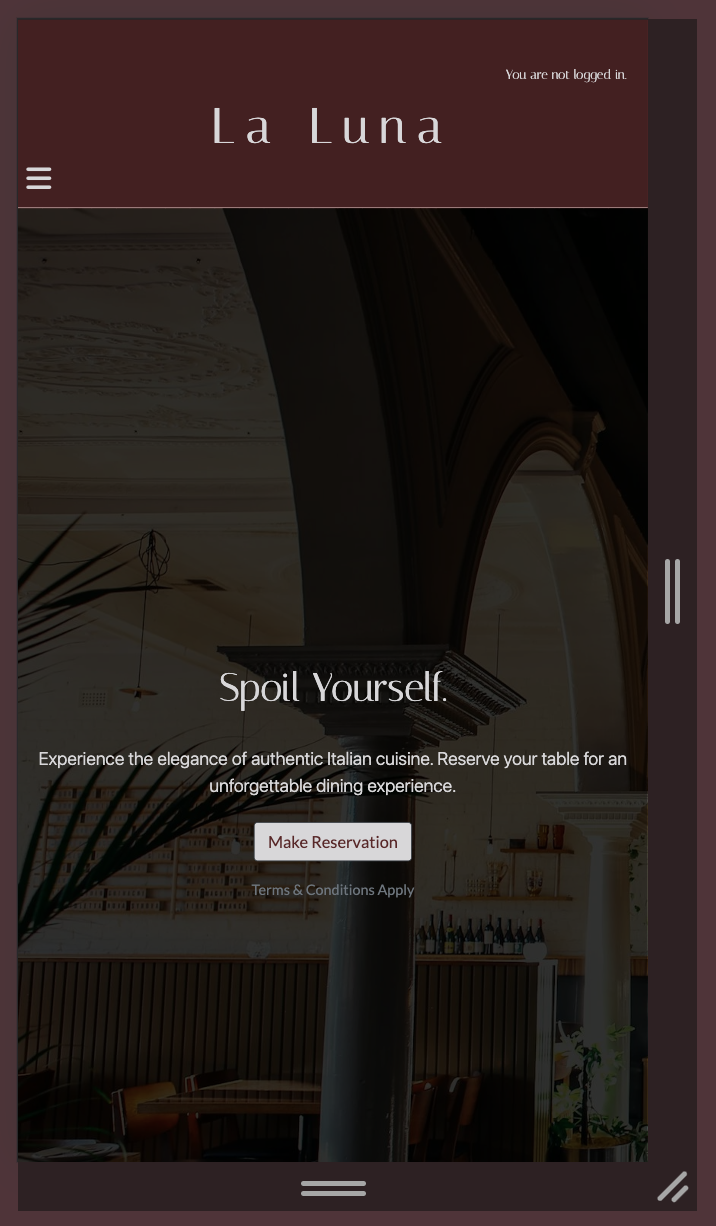 You are not logged in.
La Luna
Spoil Yourself.
Experience the elegance of authentic Italian cuisine. Reserve your table for an
unforgettable dining experience.
Make Reservation
Terms & Conditions Apply